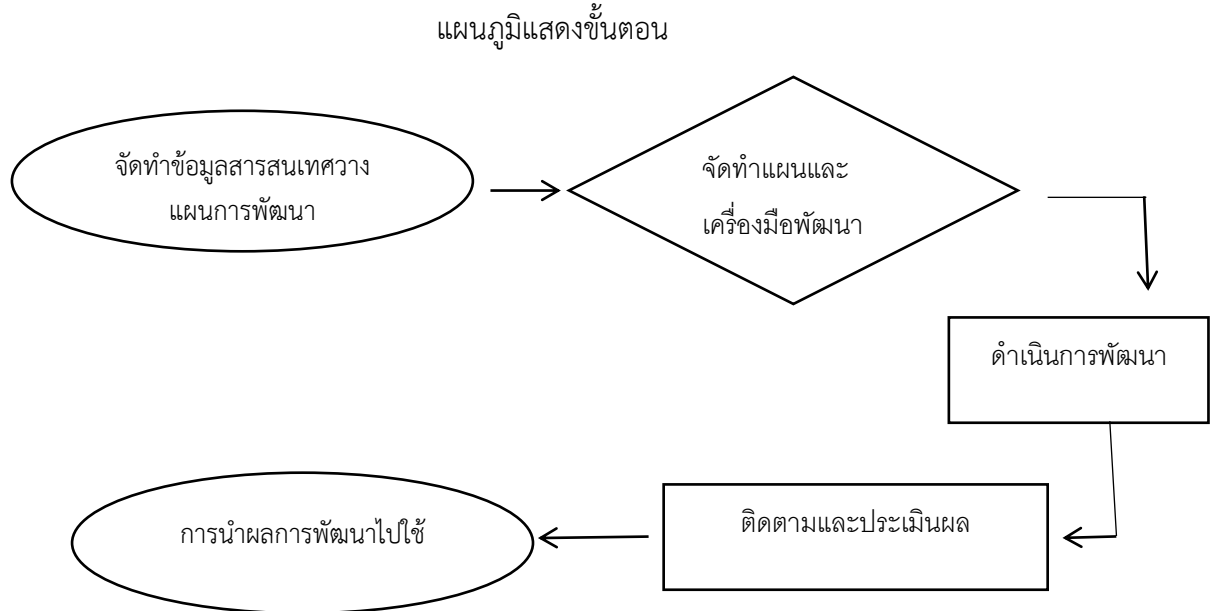 แผนภูมิแสดงขั้นตอน
จัดทำข้อมูลสารสนเทศวาง
แผนการพัฒนา
จัดทำแผนและ
เครื่องมือพัฒนา
ดำเนินการพัฒนา
ติดตามและประเมินผล
การนำผลการพัฒนาไปใช้